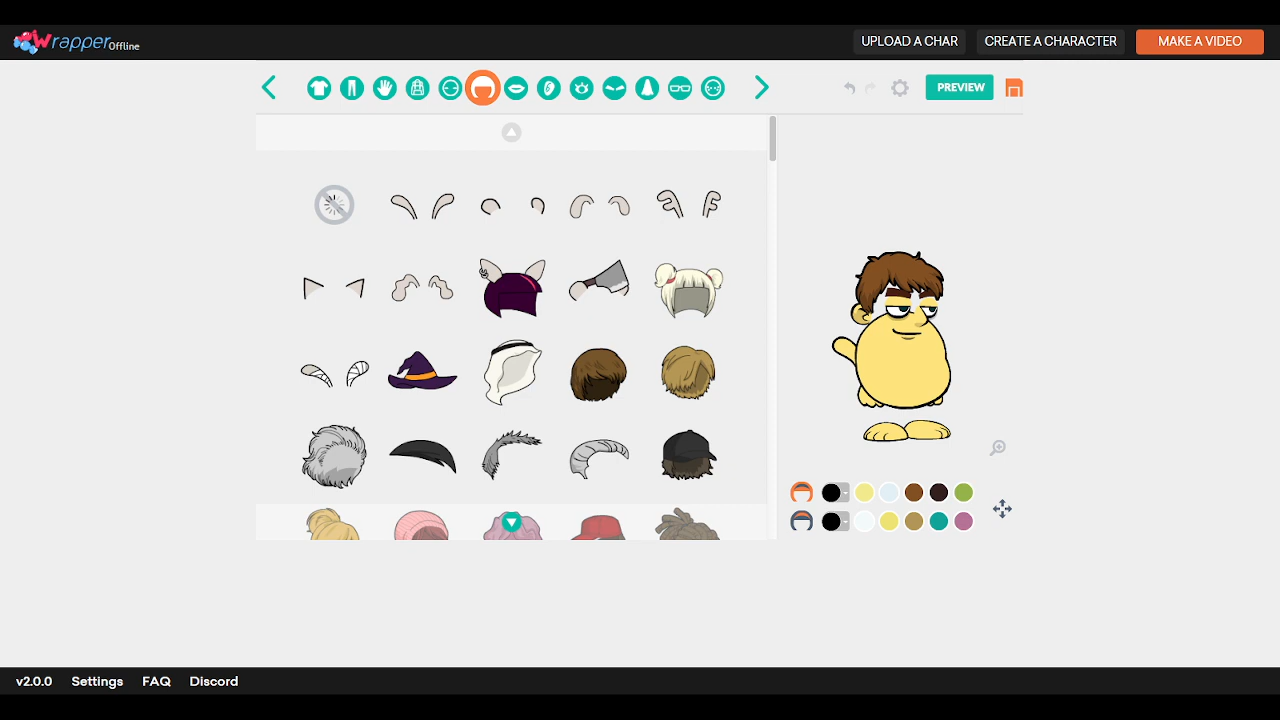 Wrapper Offline
UPLOAD A CHAR
CREATE A CHARACTER
MAKE A VIDEO
PREVIEW
v2.0.0
Settings
FAQ
Discord